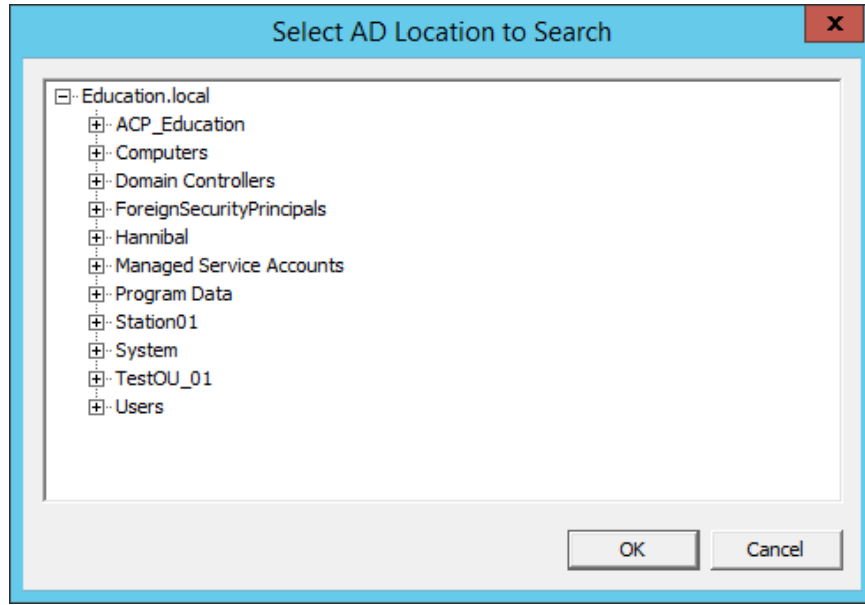 Select AD Location to Search
x
Education.local
ACP_Education
Computers
Domain Controllers
ForeignSecurityPrincipals
Hannibal
Managed Service Accounts
Program Data
Station01
System
TestOU_01
Users
OK Cancel